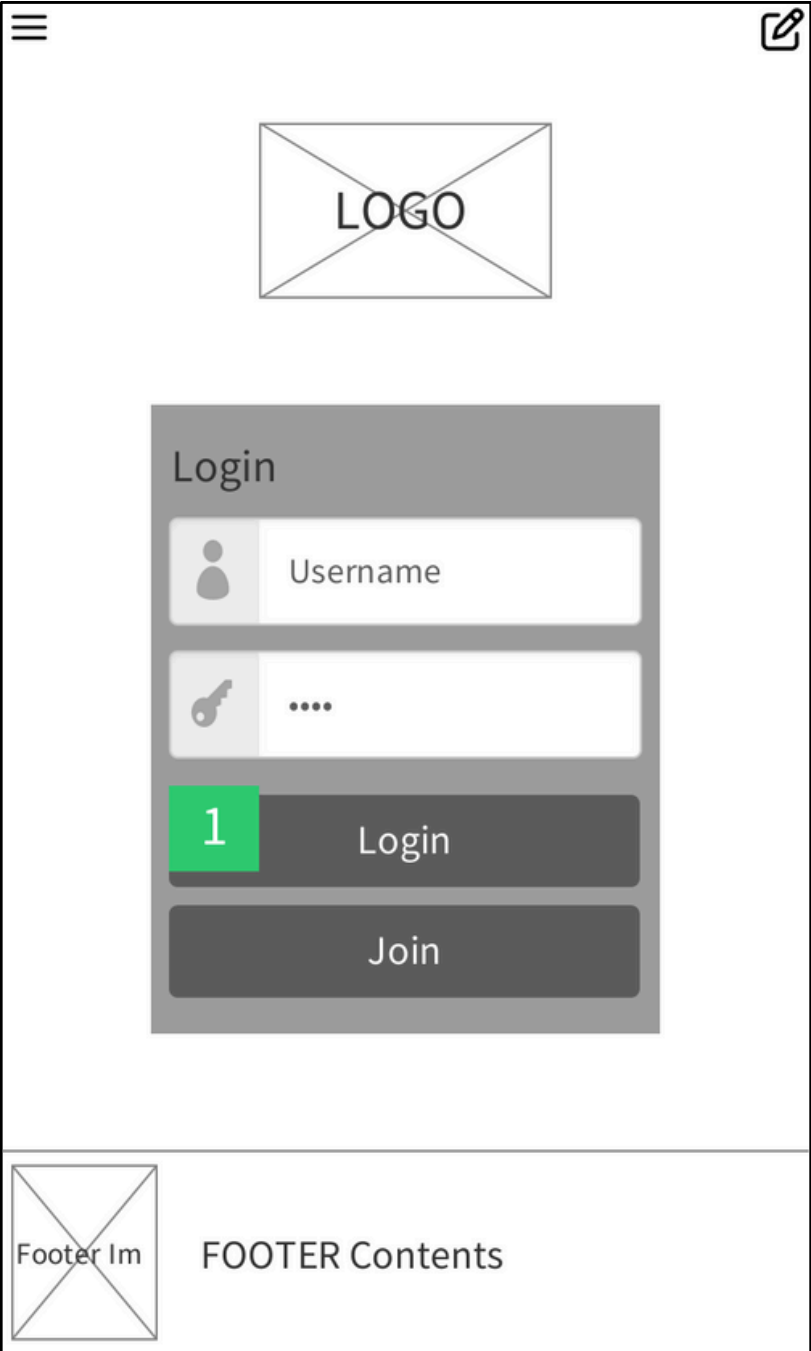 LOGO
Login
Username
••••
1
Login
Join
Footer Im
FOOTER Contents